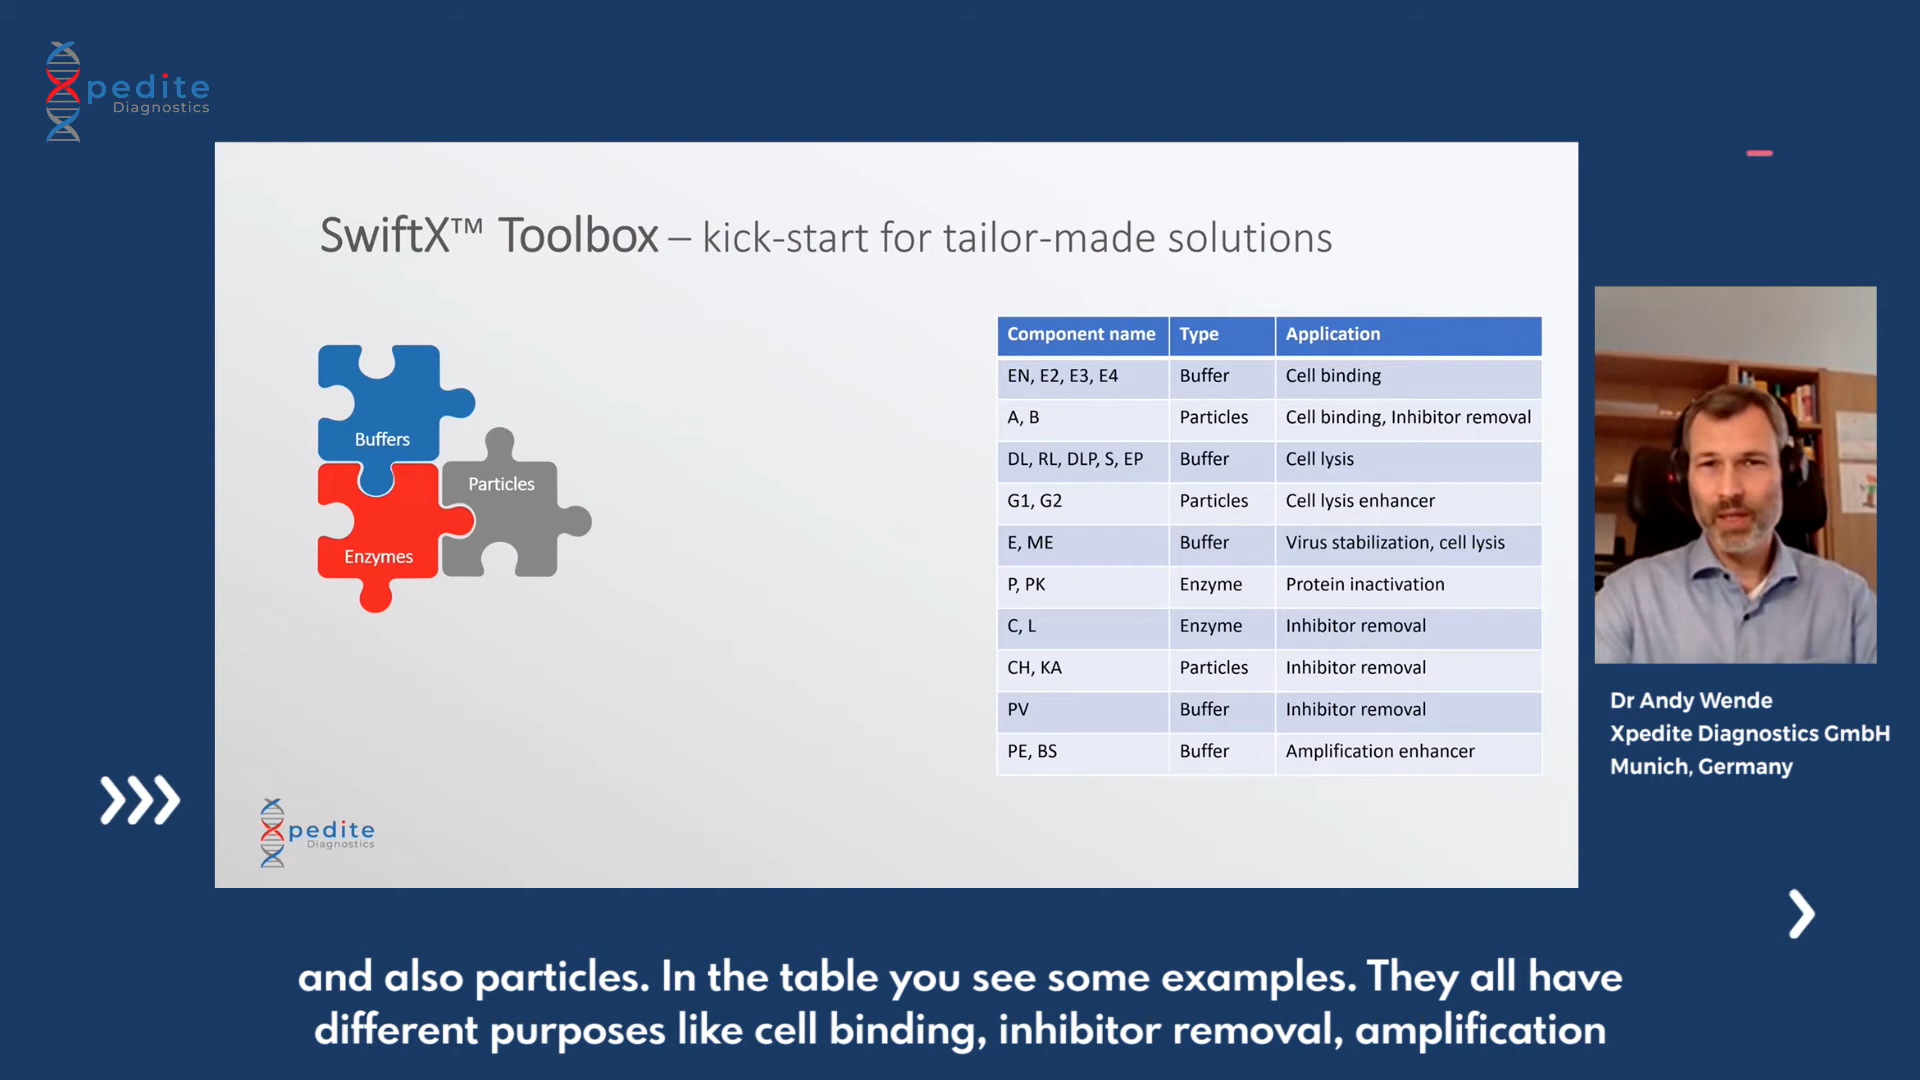 pedite
Diagnostics
SwiftX™ Toolbox – kick-start for tailor-made solutions
Buffers
Particles
Enzymes
Component name Type Application
EN, E2, E3, E4 Buffer Cell binding
A, B Particles Cell binding, Inhibitor removal
DL, RL, DLP, S, EP Buffer Cell lysis
G1, G2 Particles Cell lysis enhancer
E, ME Buffer Virus stabilization, cell lysis
P, PK Enzyme Protein inactivation
C, L Enzyme Inhibitor removal
CH, KA Particles Inhibitor removal
PV Buffer Inhibitor removal
PE, BS Buffer Amplification enhancer
pedite
Diagnostics
Dr Andy Wende
Xpedite Diagnostics GmbH
Munich, Germany
and also particles. In the table you see some examples. They all have
different purposes like cell binding, inhibitor removal, amplification